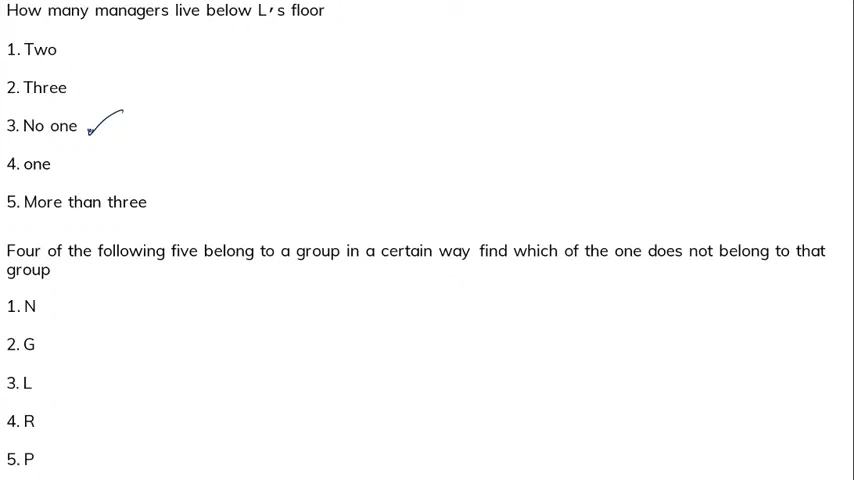 How many managers live below L's floor
1. Two
2. Three
3. No one
4. one
5. More than three
Four of the following five belong to a group in a certain way find which of the one does not belong to that
group
1. N
2. G
3. L
4. R
5. P